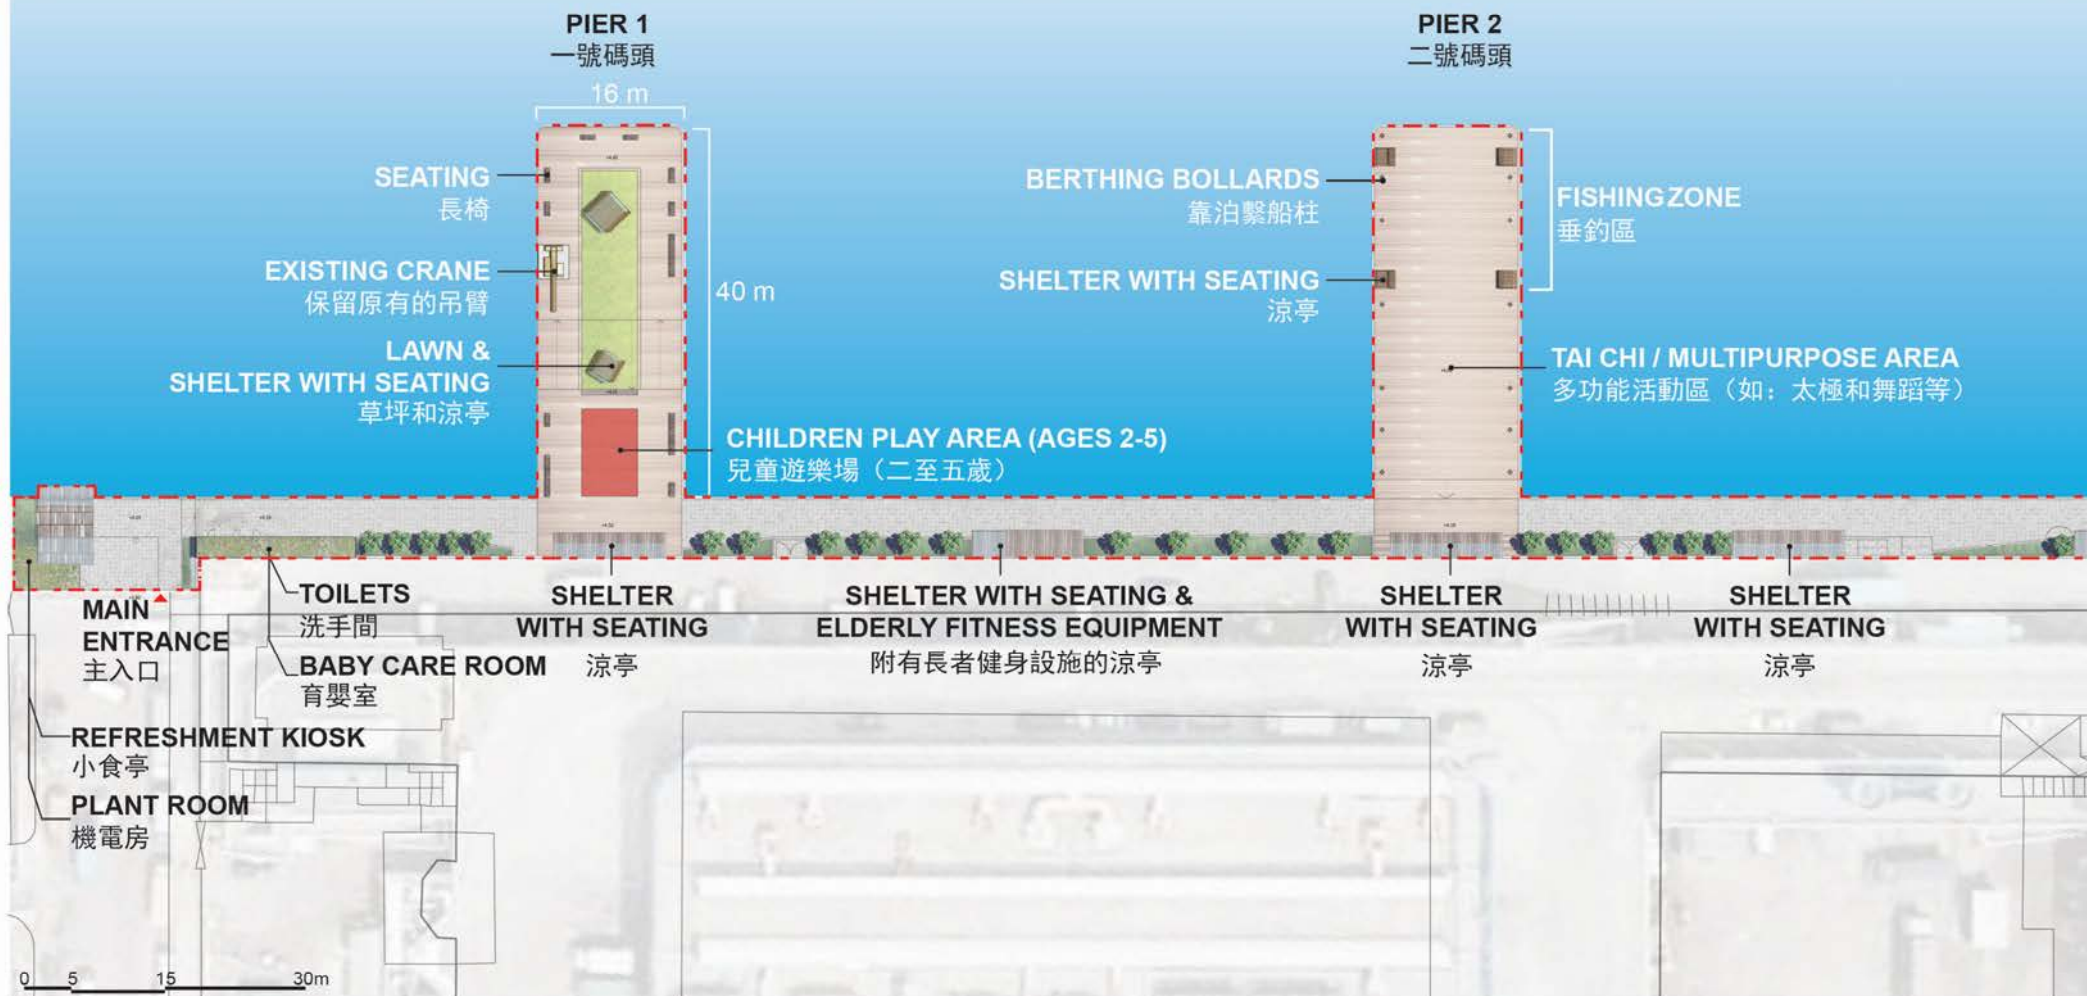 PIER 1
一號碼頭
16 m
40 m
SEATING
長椅
EXISTING CRANE
保留原有的吊臂
LAWN &
SHELTER WITH SEATING
草坪和涼亭
CHILDREN PLAY AREA (AGES 2-5)
兒童遊樂場（二至五歲）
PIER 2
二號碼頭
BERTHING BOLLARDS
靠泊繫船柱
SHELTER WITH SEATING
涼亭
FISHING ZONE
垂釣區
TAI CHI / MULTIPURPOSE AREA
多功能活動區（如：太極和舞蹈等）
MAIN
ENTRANCE
主入口
TOILETS
洗手間
BABY CARE ROOM
育嬰室
REFRESHMENT KIOSK
小食亭
PLANT ROOM
機電房
SHELTER
WITH SEATING
涼亭
SHELTER WITH SEATING &
ELDERLY FITNESS EQUIPMENT
附有長者健身設施的涼亭
SHELTER
WITH SEATING
涼亭
SHELTER
WITH SEATING
涼亭
0 5 15 30m